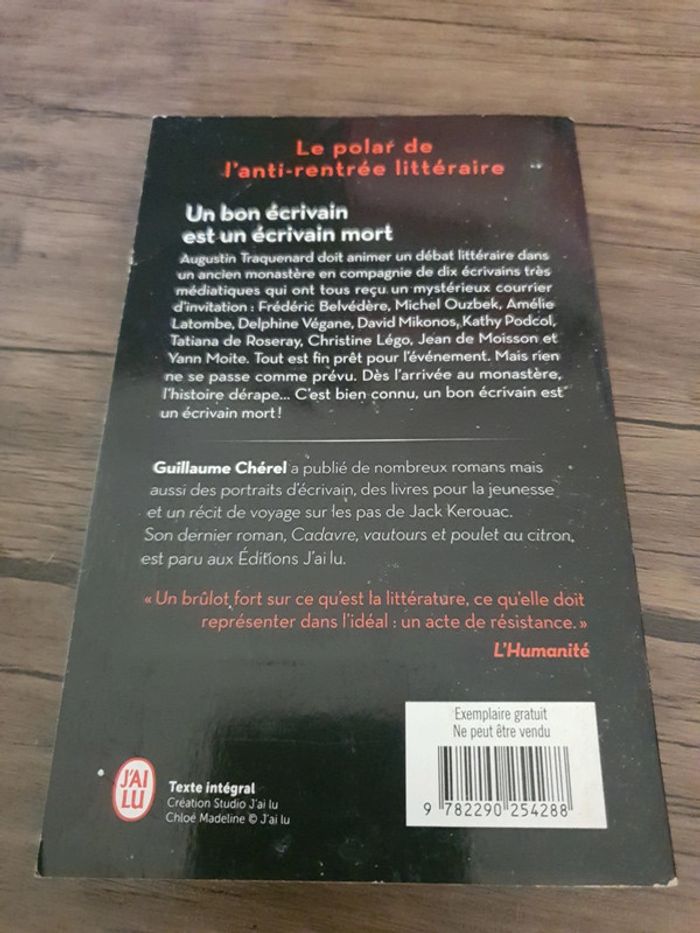 Le polar de
l'anti-rentrée littéraire
Un bon écrivain
est un écrivain mort
Augustin Traquenard doit animer un débat littéraire dans
un ancien monastère en compagnie de dix écrivains très
médiatiques qui ont tous reçu un mystérieux courrier
d'invitation : Frédéric Belvédère, Michel Ouzbek, Amélie
Latombe, Delphine Végane, David Mikonos, Kathy Podcol,
Tatiana de Roseray, Christine Légo, Jean de Moisson et
Yann Moite. Tout est fin prêt pour l'événement. Mais rien
ne se passe comme prévu. Dès l'arrivée au monastère,
l'histoire dérape... C'est bien connu, un bon écrivain est
un écrivain mort !
Guillaume Chérel a publié de nombreux romans mais
aussi des portraits d'écrivain, des livres pour la jeunesse
et un récit de voyage sur les pas de Jack Kerouac.
Son dernier roman, Cadavre, vautours et poulet au citron,
est paru aux Éditions J'ai lu.
« Un brûlot fort sur ce qu'est la littérature, ce qu'elle doit
représenter dans l'idéal : un acte de résistance. »
L'Humanité
Exemplaire gratuit
Ne peut être vendu
9 782290 254288
J'AI
LU
Texte intégral
Création Studio J'ai lu
Chloé Madeline © J'ai lu